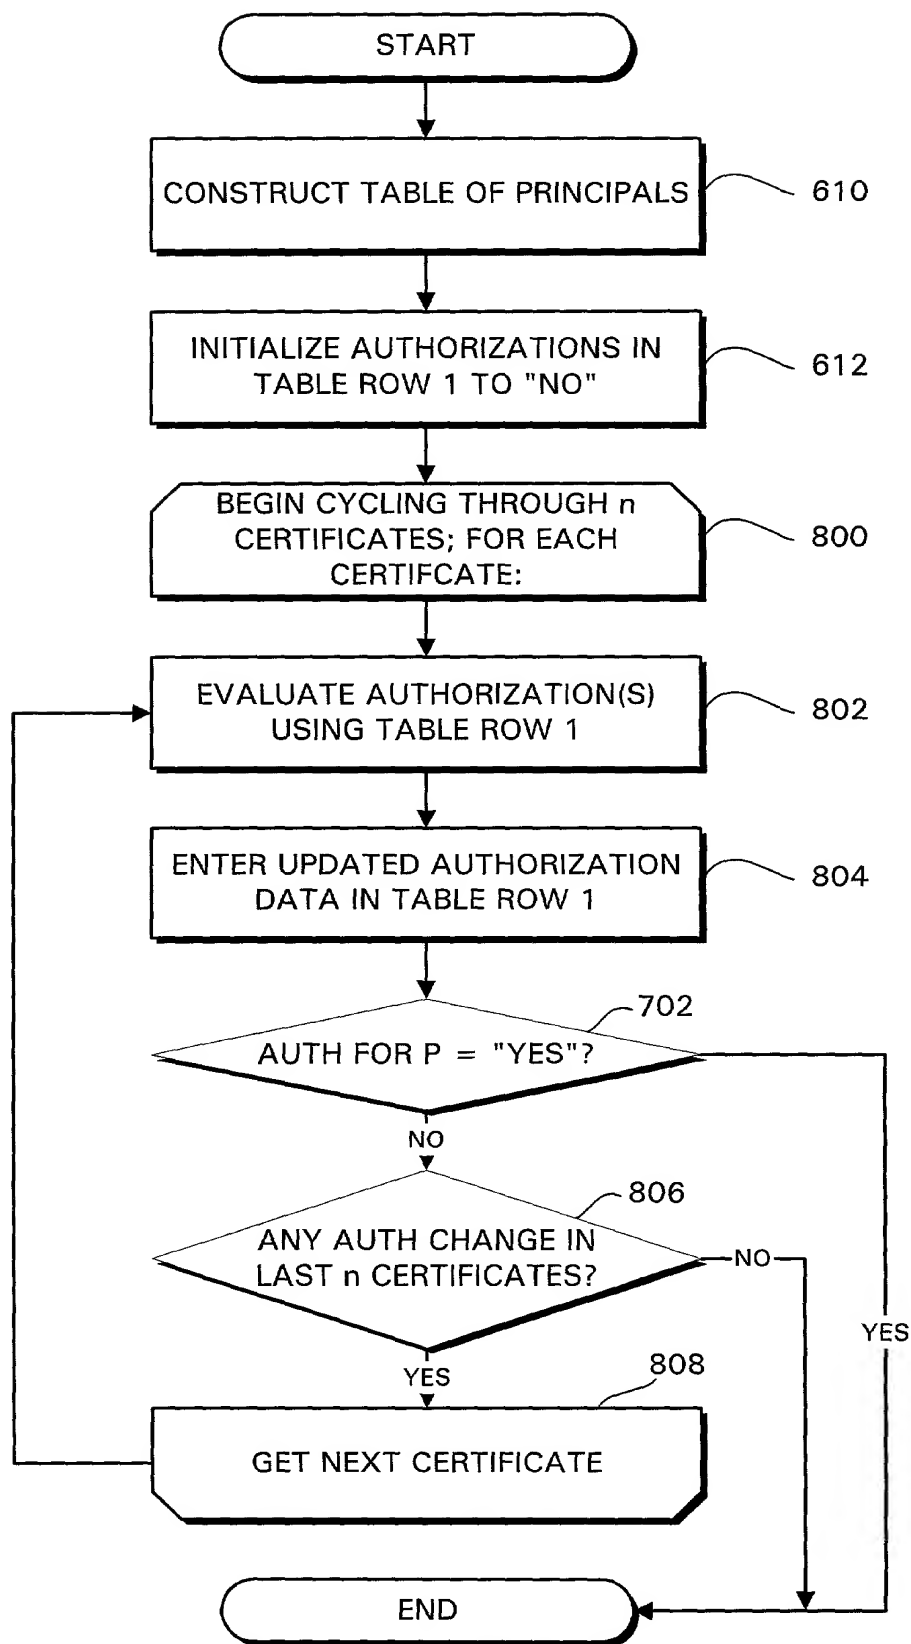 START
CONSTRUCT TABLE OF PRINCIPALS
610
INITIALIZE AUTHORIZATIONS IN
TABLE ROW 1 TO "NO"
612
BEGIN CYCLING THROUGH n
CERTIFICATES; FOR EACH
CERTIFCATE:
800
EVALUATE AUTHORIZATION(S)
USING TABLE ROW 1
802
ENTER UPDATED AUTHORIZATION
DATA IN TABLE ROW 1
804
702
AUTH FOR P = "YES"?
NO
806
ANY AUTH CHANGE IN
LAST n CERTIFICATES?
NO
YES
YES
808
GET NEXT CERTIFICATE
END